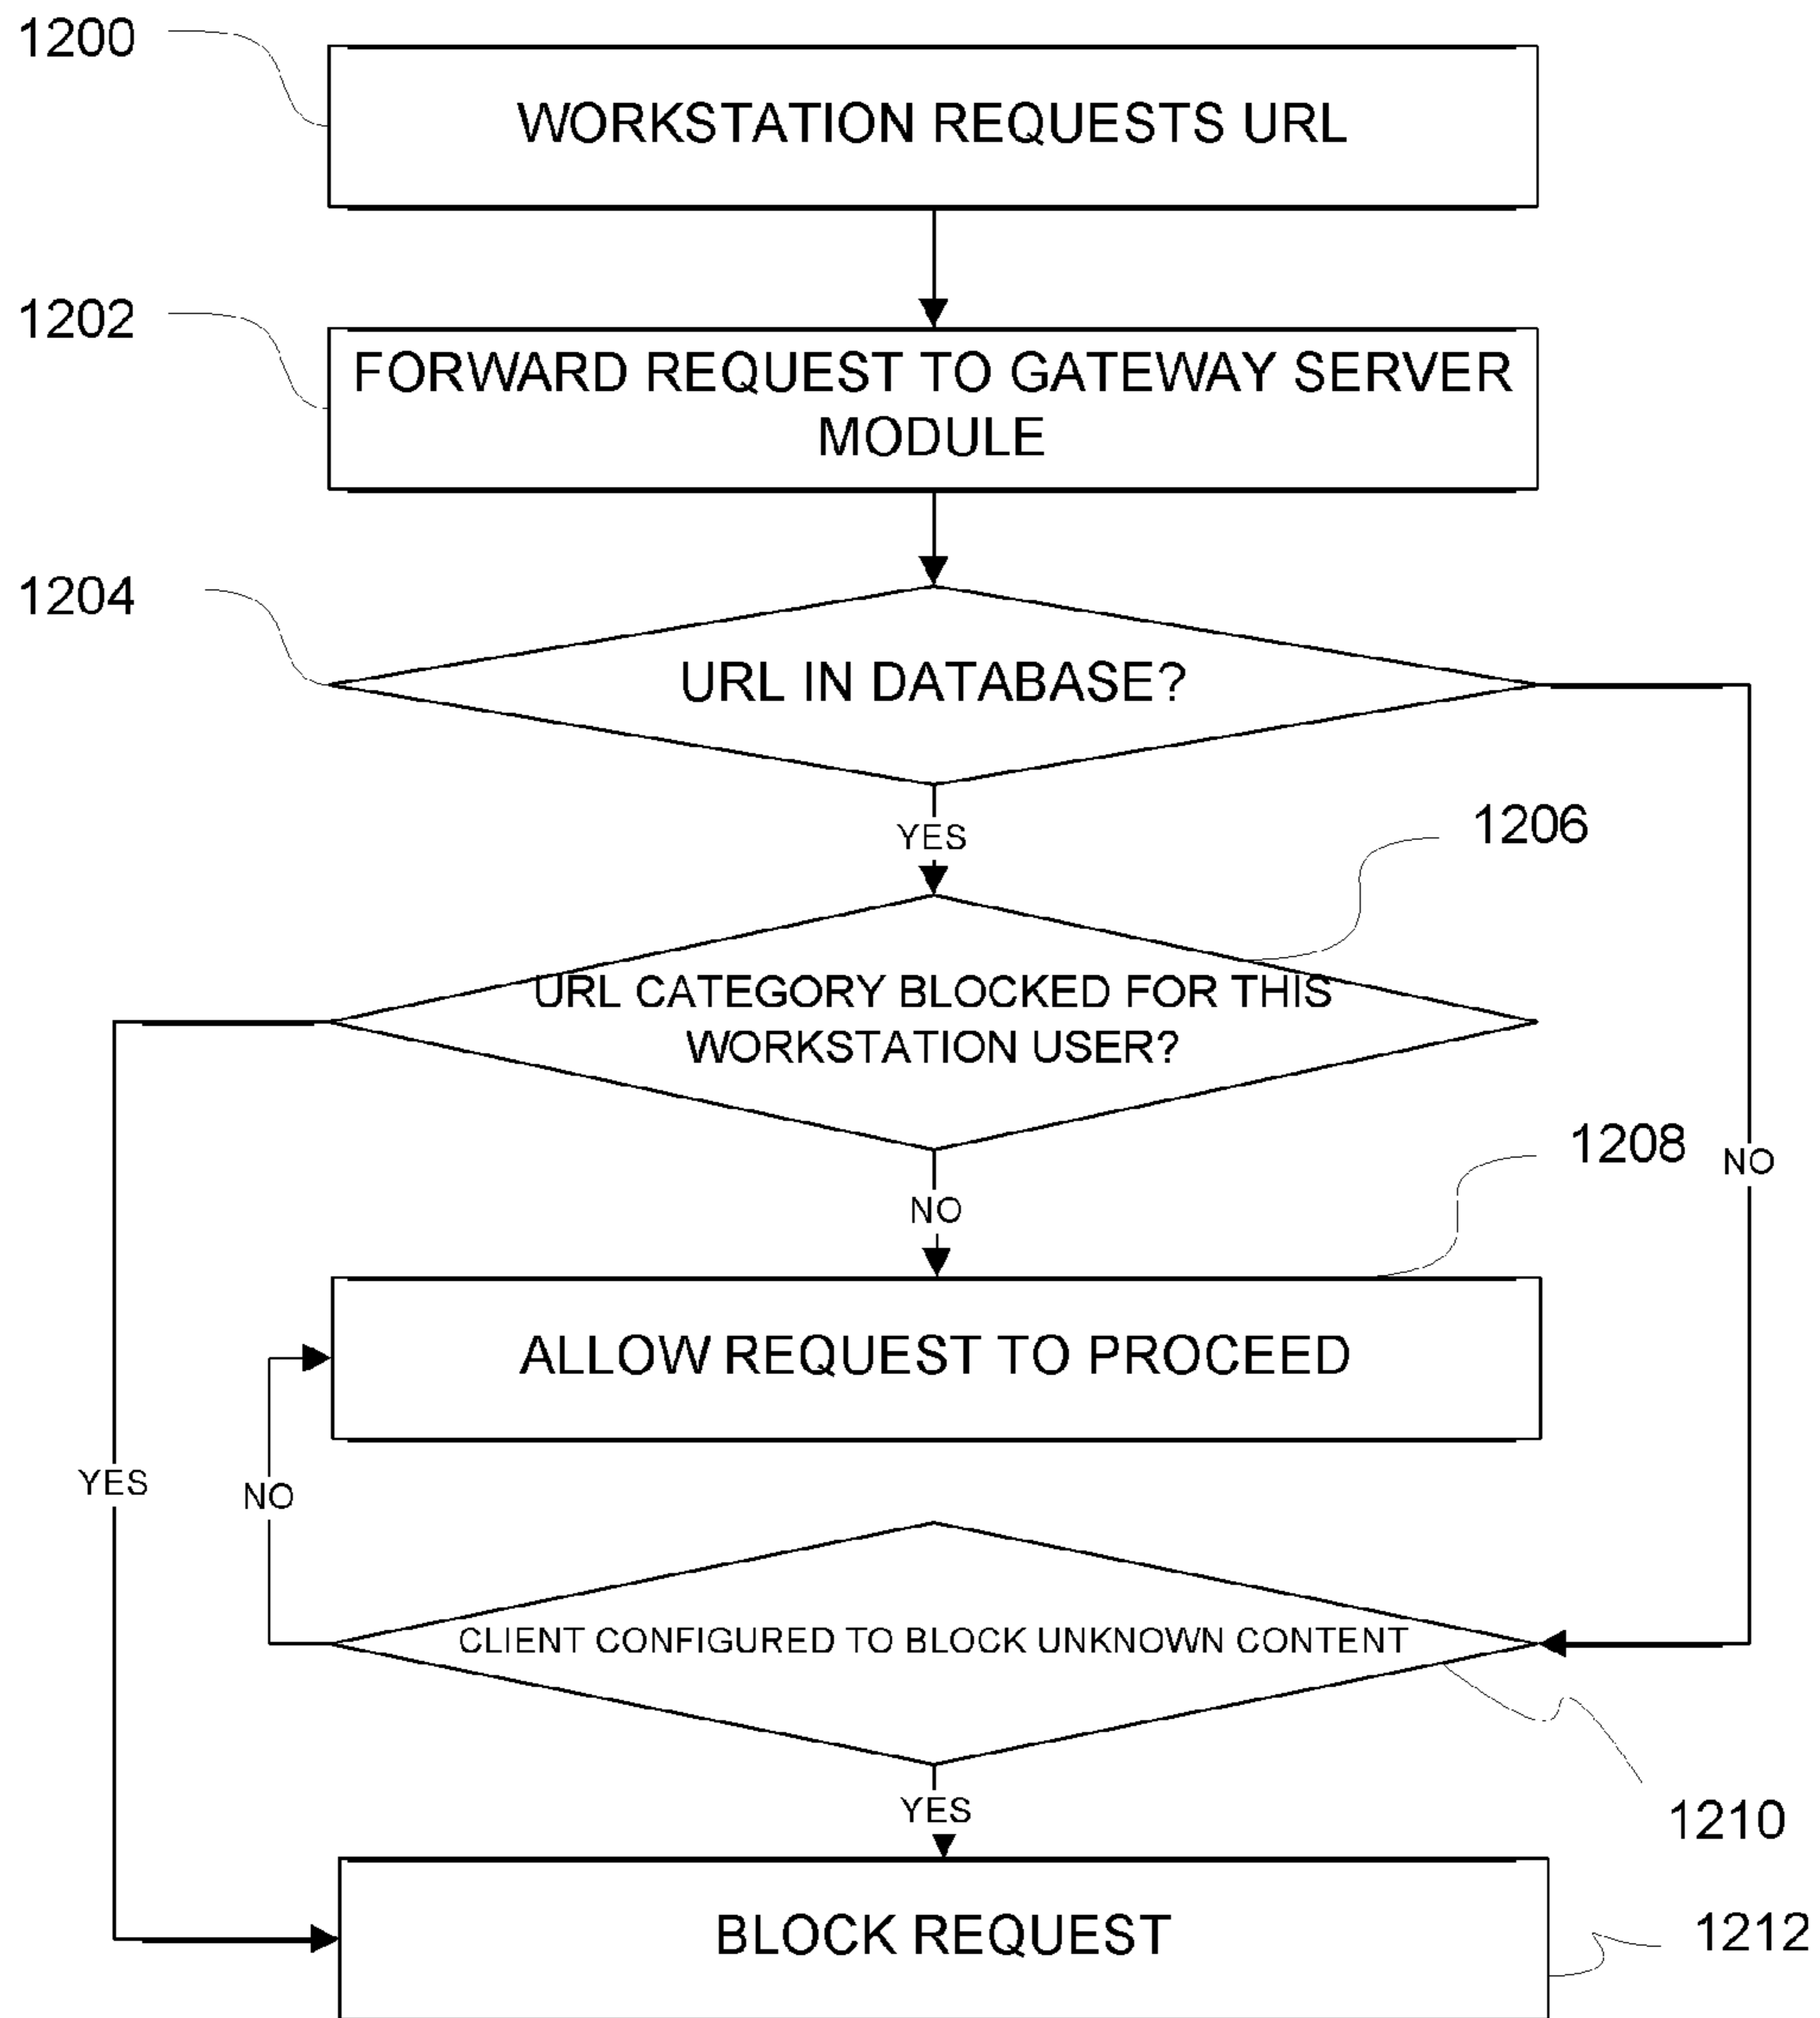 1200
WORKSTATION REQUESTS URL
1202
FORWARD REQUEST TO GATEWAY SERVER
MODULE
1204
URL IN DATABASE?
YES
1206
URL CATEGORY BLOCKED FOR THIS
WORKSTATION USER?
1208
NO
NO
ALLOW REQUEST TO PROCEED
YES
NO
CLIENT CONFIGURED TO BLOCK UNKNOWN CONTENT
YES
1210
BLOCK REQUEST
1212